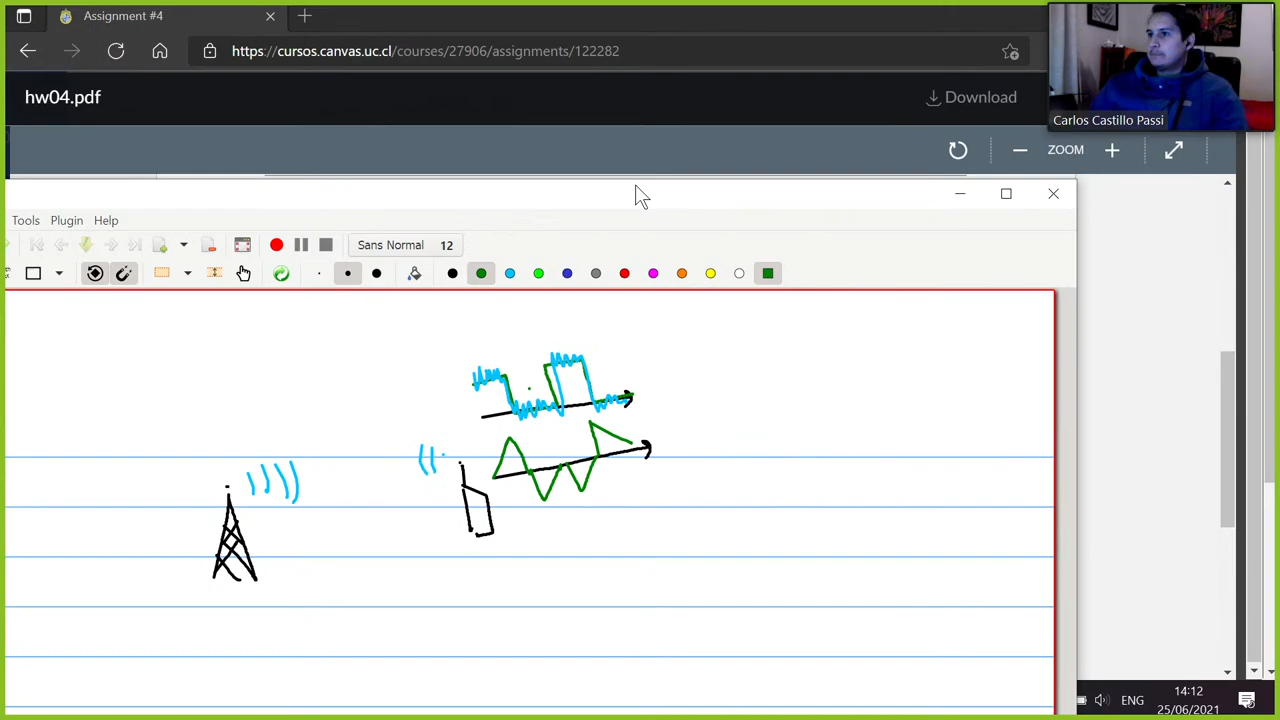 Assignment #4
https://cursos.canvas.uc.cl/courses/27906/assignments/122282
hw04.pdf
Download
Carlos Castillo Passi
ZOOM
Tools Plugin Help
Sans Normal 12
ENG
14:12
25/06/2021